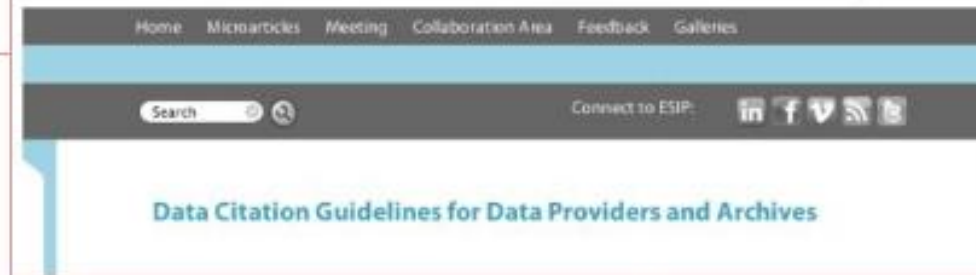 Home Microarticles Meeting Collaboration Area Feedback Galleries
Search Connect to ESIP: in f
Data Citation Guidelines for Data Providers and Archives